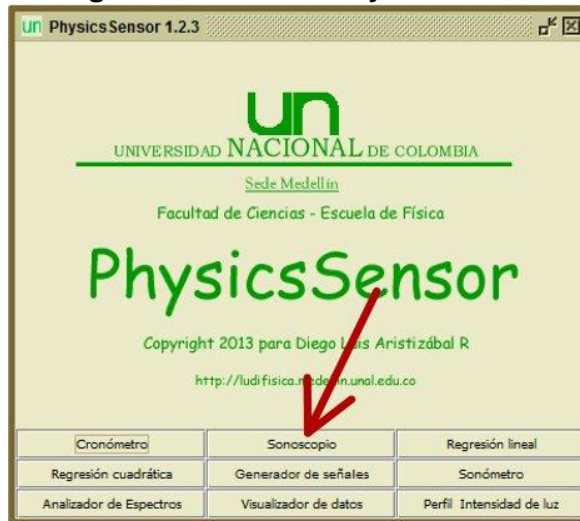 un PhysicsSensor 1.2.3
un
UNIVERSIDAD NACIONAL DE COLOMBIA
Sede Medellín
Facultad de Ciencias - Escuela de Física
PhysicsSensor
Copyright 2013 para Diego Luis Aristizábal R
http://ludifisica.medellin.unal.edu.co
Cronómetro Sonoscopio Regresión lineal
Regresión cuadrática Generador de señales Sonómetro
Analizador de Espectros Visualizador de datos Perfil Intensidad de luz